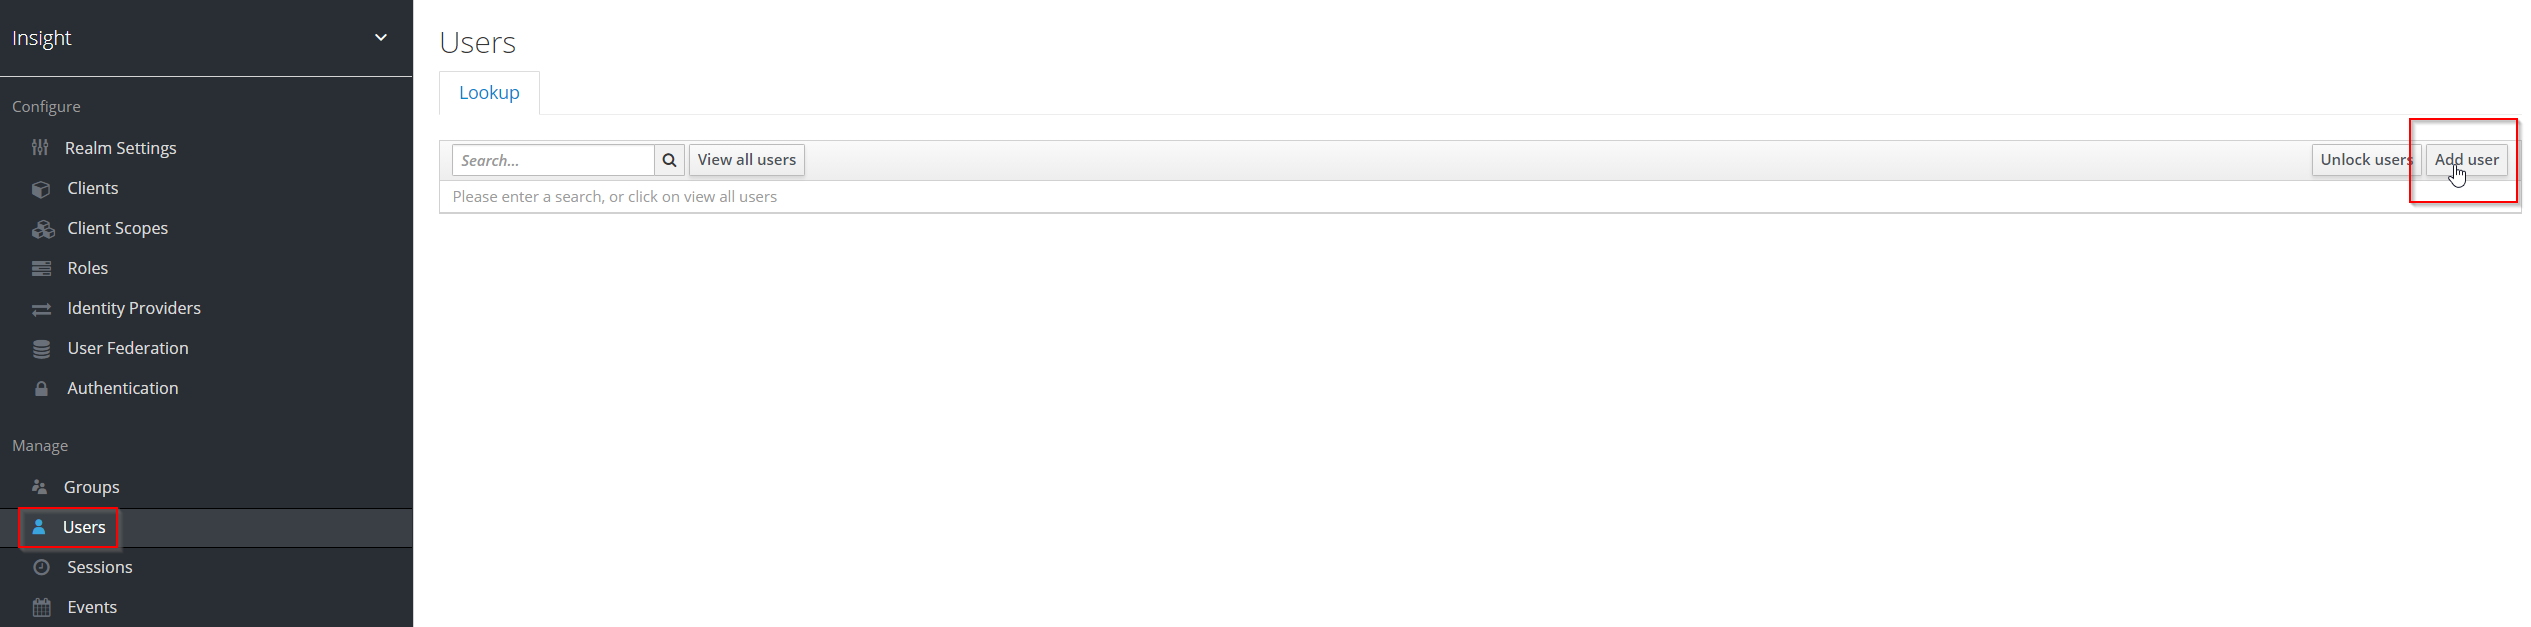 Insight
Configure
Realm Settings
Clients
Client Scopes
Roles
Identity Providers
User Federation
Authentication
Manage
Groups
Users
Sessions
Events
Users
Lookup
Search... View all users Unlock users Add user
Please enter a search, or click on view all users